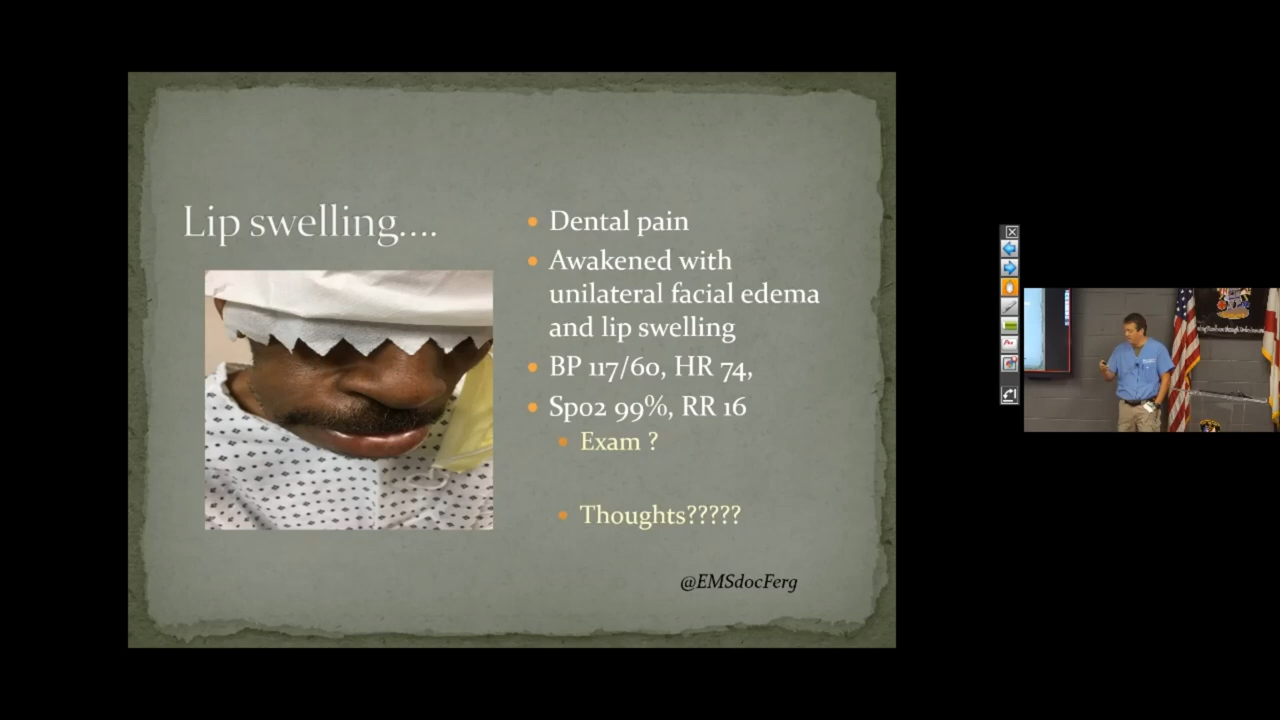 Lip swelling....
Dental pain
Awakened with
unilateral facial edema
and lip swelling
BP 117/60, HR 74,
Sp02 99%, RR 16
Exam ?
Thoughts?????
@EMSdocFerg